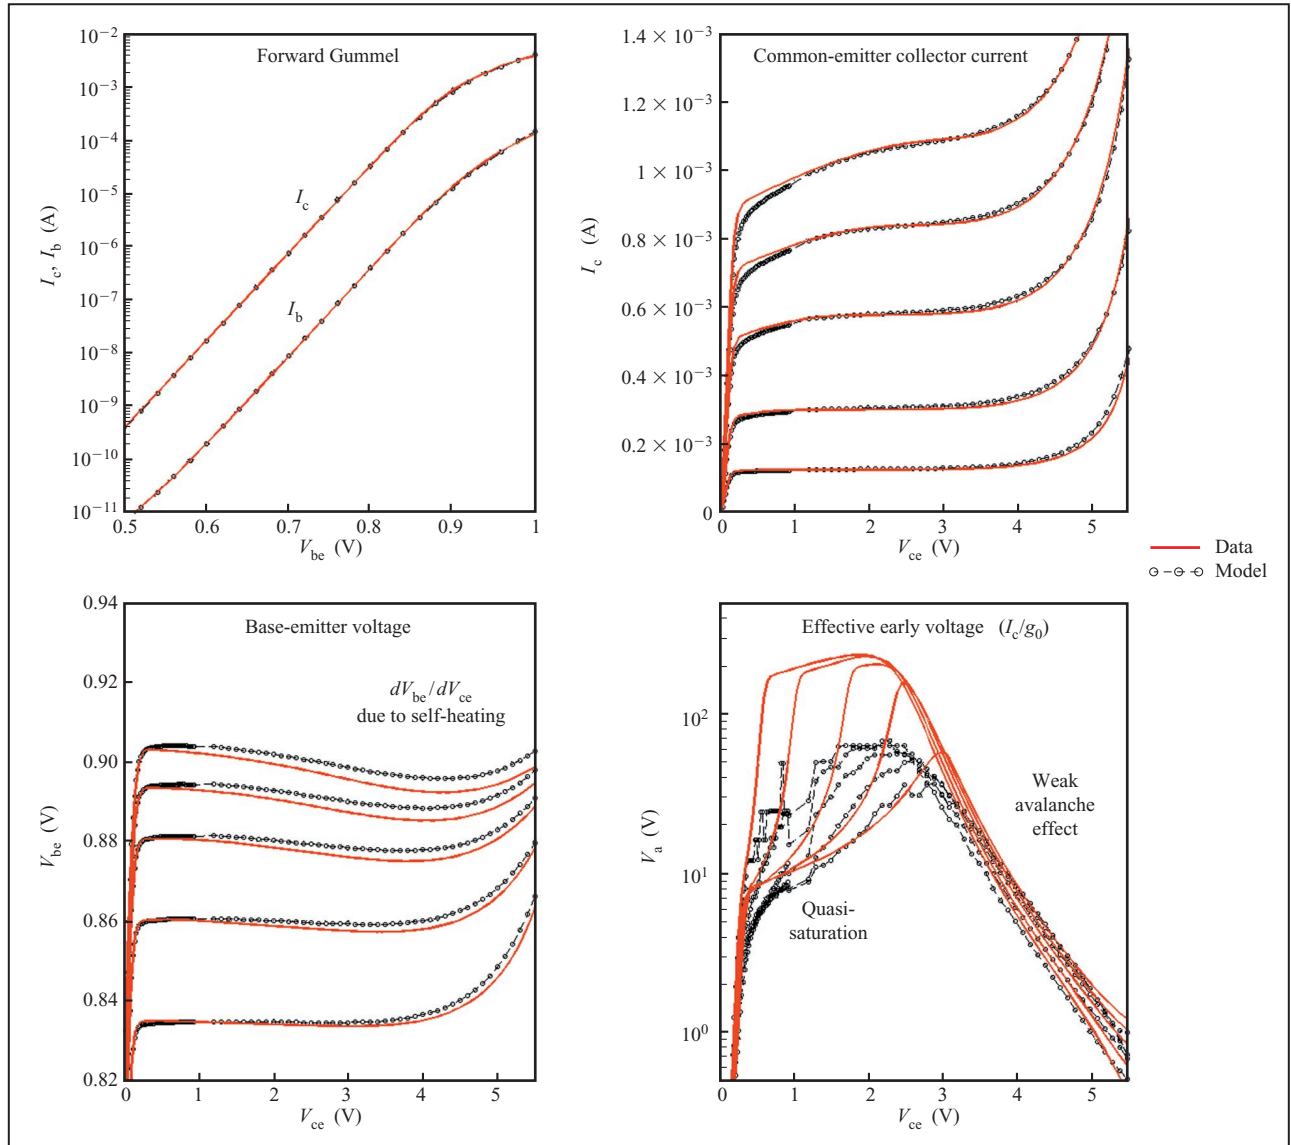 Forward Gummel
10⁻²
10⁻³
10⁻⁴
10⁻⁵
10⁻⁶
10⁻⁷
10⁻⁸
10⁻⁹
10⁻¹⁰
10⁻¹¹
I_c, I_b (A)
I_c
I_b
0.5 0.6 0.7 0.8 0.9 1
V_be (V)
Common-emitter collector current
1.4 × 10⁻³
1.2 × 10⁻³
1 × 10⁻³
0.8 × 10⁻³
0.6 × 10⁻³
0.4 × 10⁻³
0.2 × 10⁻³
0
I_c (A)
0 1 2 3 4 5
V_ce (V)
Data
Model
Base-emitter voltage
dV_be/dV_ce
due to self-heating
0.94
0.92
0.90
0.88
0.86
0.84
0.82
V_be (V)
0 1 2 3 4 5
V_ce (V)
Effective early voltage (I_c/g_0)
10²
10¹
10⁰
V_a (V)
Weak
avalanche
effect
Quasi-
saturation
0 1 2 3 4 5
V_ce (V)